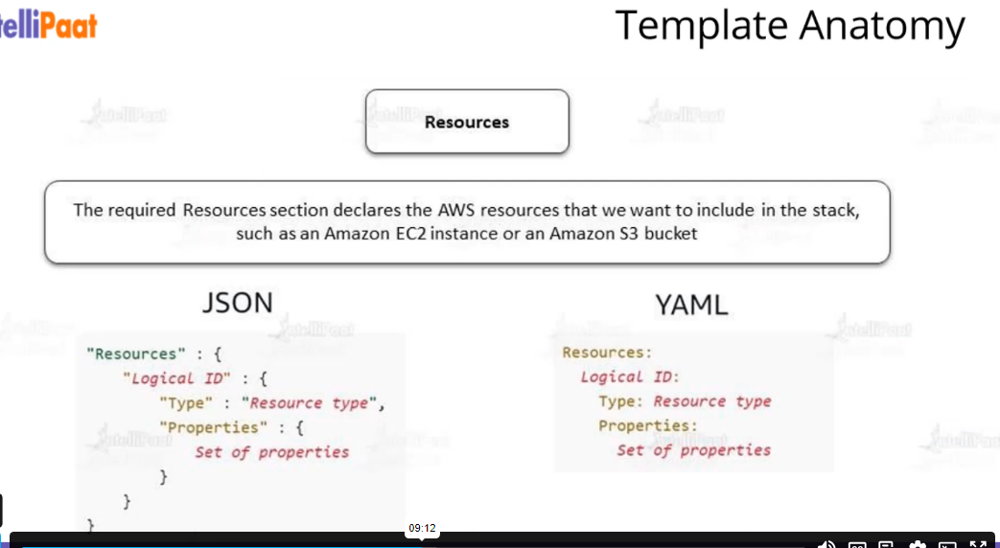 telliPaat
Template Anatomy
Resources
The required Resources section declares the AWS resources that we want to include in the stack,
such as an Amazon EC2 instance or an Amazon S3 bucket
JSON
"Resources" : {
"Logical ID" : {
"Type" : "Resource type",
"Properties" : {
Set of properties
}
}
}
YAML
Resources:
Logical ID:
Type: Resource type
Properties:
Set of properties
09:12